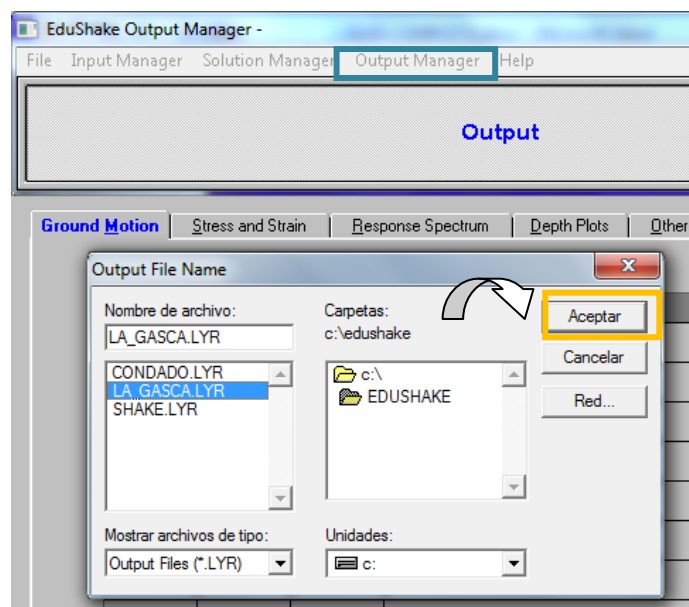 EduShake Output Manager -
File Input Manager Solution Manager Output Manager Help
Output
Ground Motion Stress and Strain Response Spectrum Depth Plots Other
Output File Name
Nombre de archivo: Carpetas:
LA_GASCA.LYR c:\edushake
Aceptar
Cancelar
Red...
CONDADO.LYR
LA_GASCA.LYR
SHAKE.LYR
c:\
EDUSHAKE
Mostrar archivos de tipo: Unidades:
Output Files (*.LYR) c: